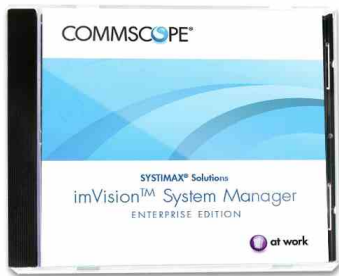 COMMSCOPE®
SYSTIMAX® Solutions
imVision™ System Manager
ENTERPRISE EDITION
at work